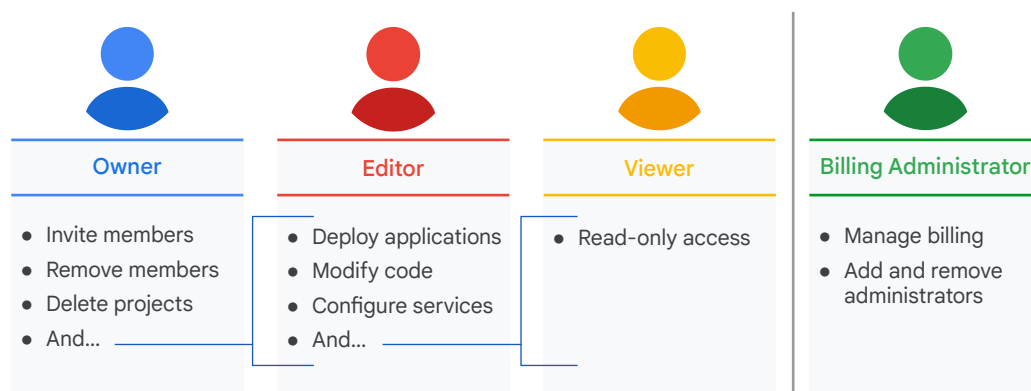 Owner
Invite members
Remove members
Delete projects
And...
Editor
Deploy applications
Modify code
Configure services
And...
Viewer
Read-only access
Billing Administrator
Manage billing
Add and remove
administrators